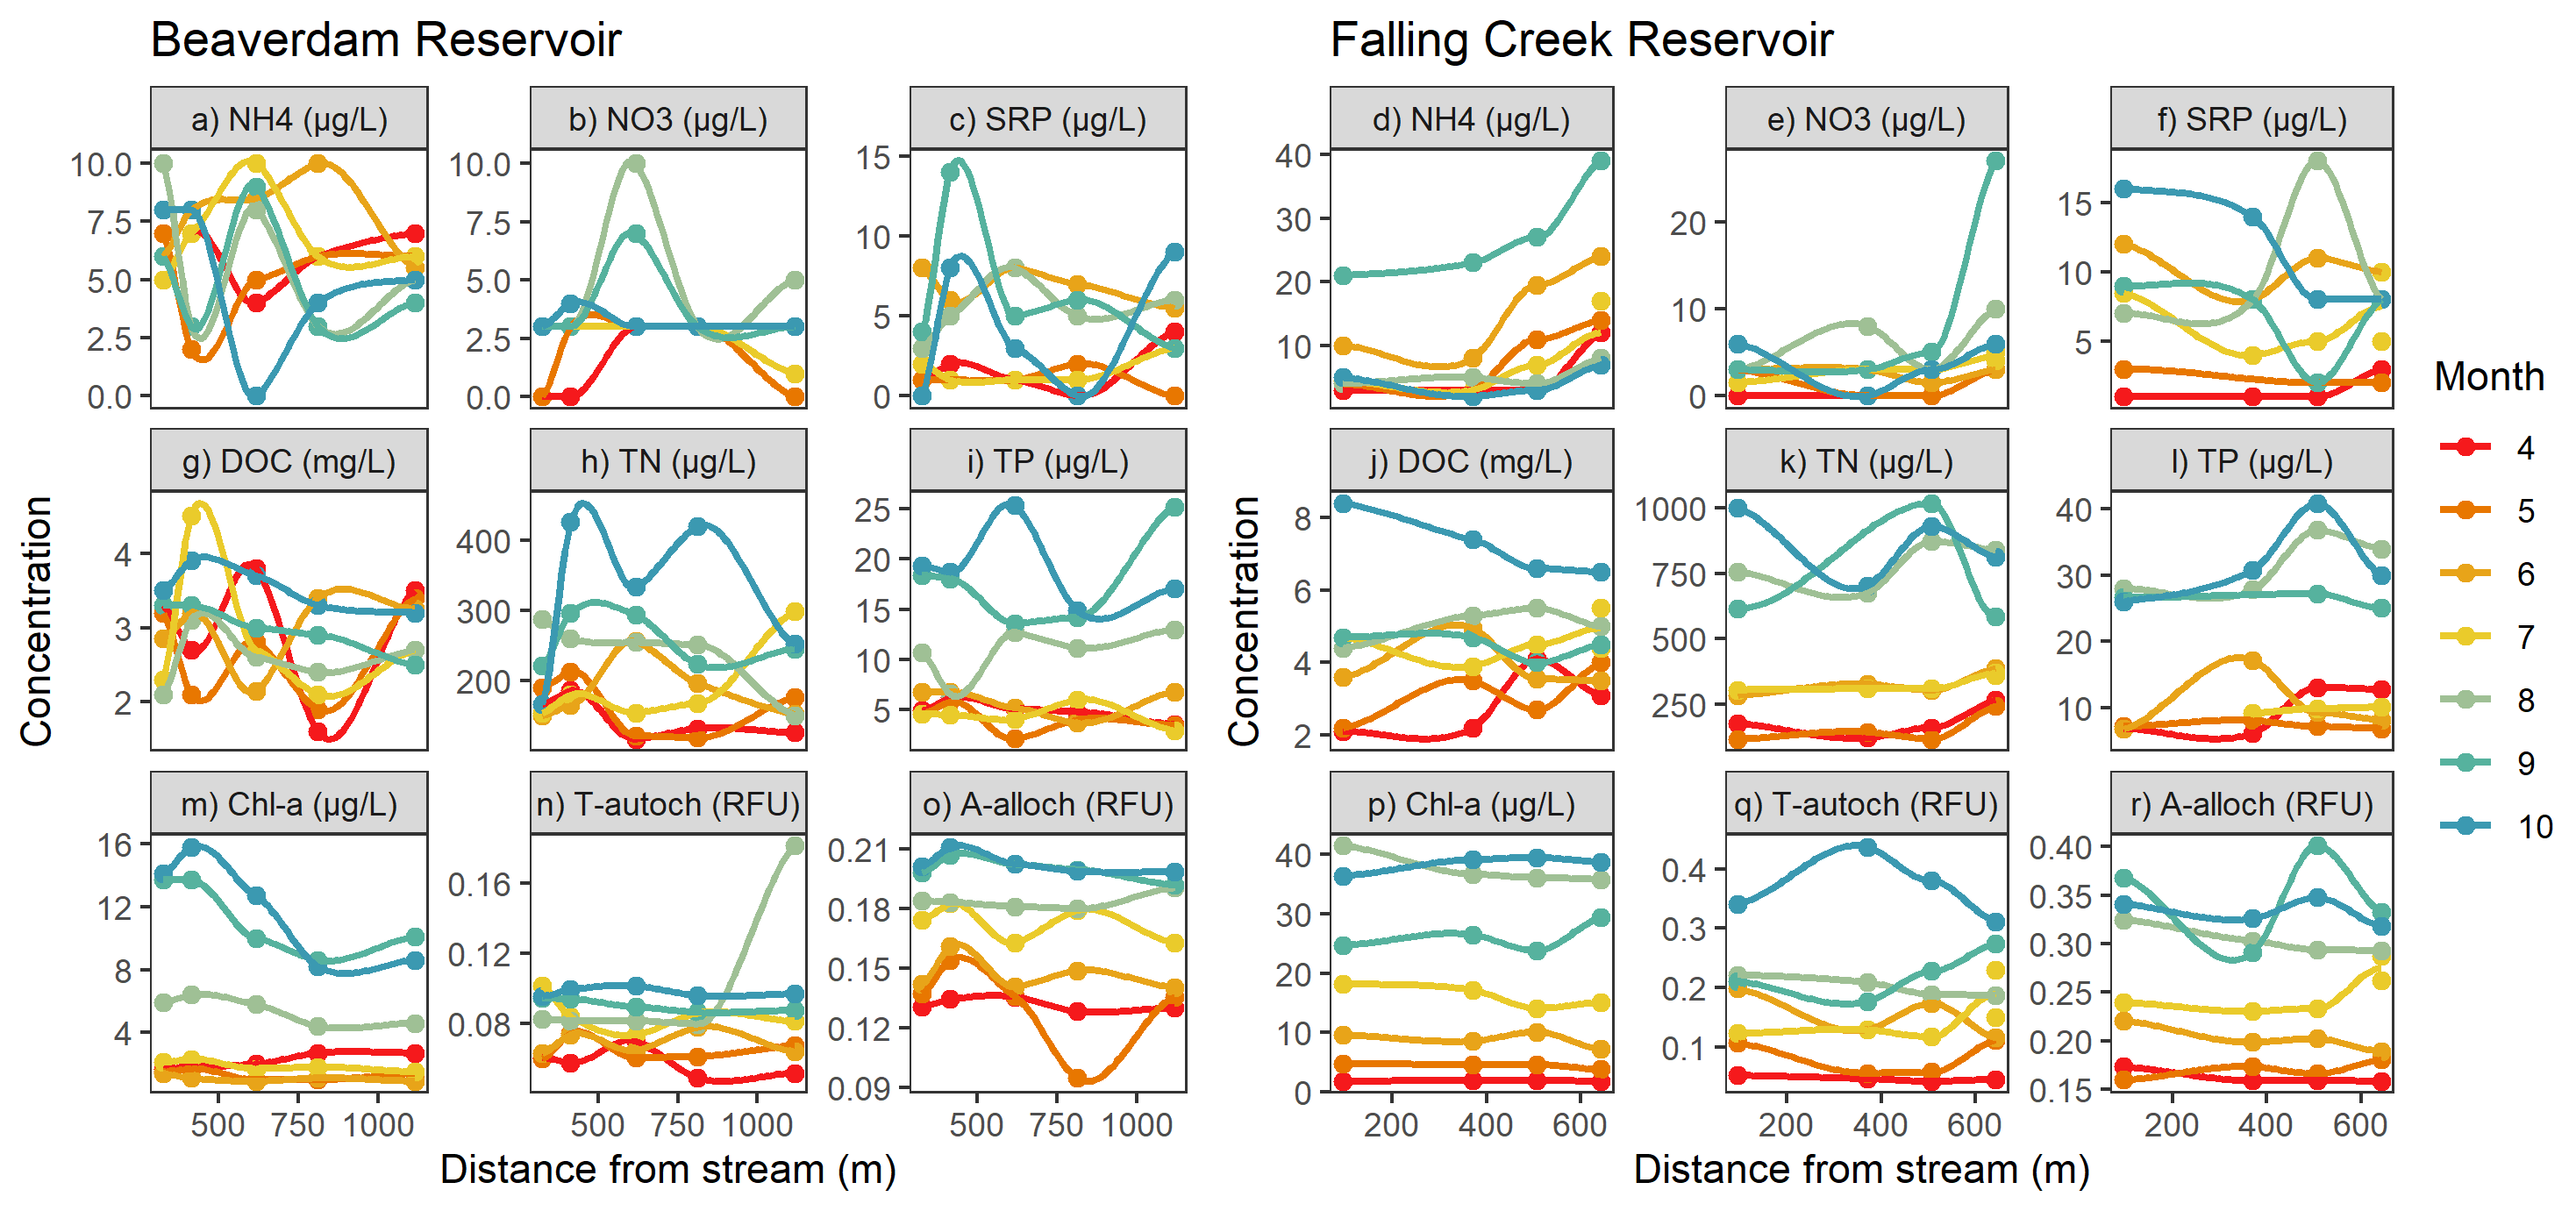 Beaverdam Reservoir
Falling Creek Reservoir
a) NH4 (µg/L)
b) NO3 (µg/L)
c) SRP (µg/L)
d) NH4 (µg/L)
e) NO3 (µg/L)
f) SRP (µg/L)
10.0
7.5
5.0
2.5
0.0
10.0
7.5
5.0
2.5
0.0
15
10
5
0
40
30
20
10
20
10
0
15
10
5
g) DOC (mg/L)
h) TN (µg/L)
i) TP (µg/L)
j) DOC (mg/L)
k) TN (µg/L)
l) TP (µg/L)
4
3
2
400
300
200
25
20
15
10
5
8
6
4
2
1000
750
500
250
40
30
20
10
m) Chl-a (µg/L)
n) T-autoch (RFU)
o) A-alloch (RFU)
p) Chl-a (µg/L)
q) T-autoch (RFU)
r) A-alloch (RFU)
16
12
8
4
0.16
0.12
0.08
0.21
0.18
0.15
0.12
0.09
40
30
20
10
0
0.4
0.3
0.2
0.1
0.40
0.35
0.30
0.25
0.20
0.15
500 750 1000
500 750 1000
500 750 1000
200 400 600
200 400 600
200 400 600
Distance from stream (m)
Distance from stream (m)
Concentration
Concentration
Month
4
5
6
7
8
9
10